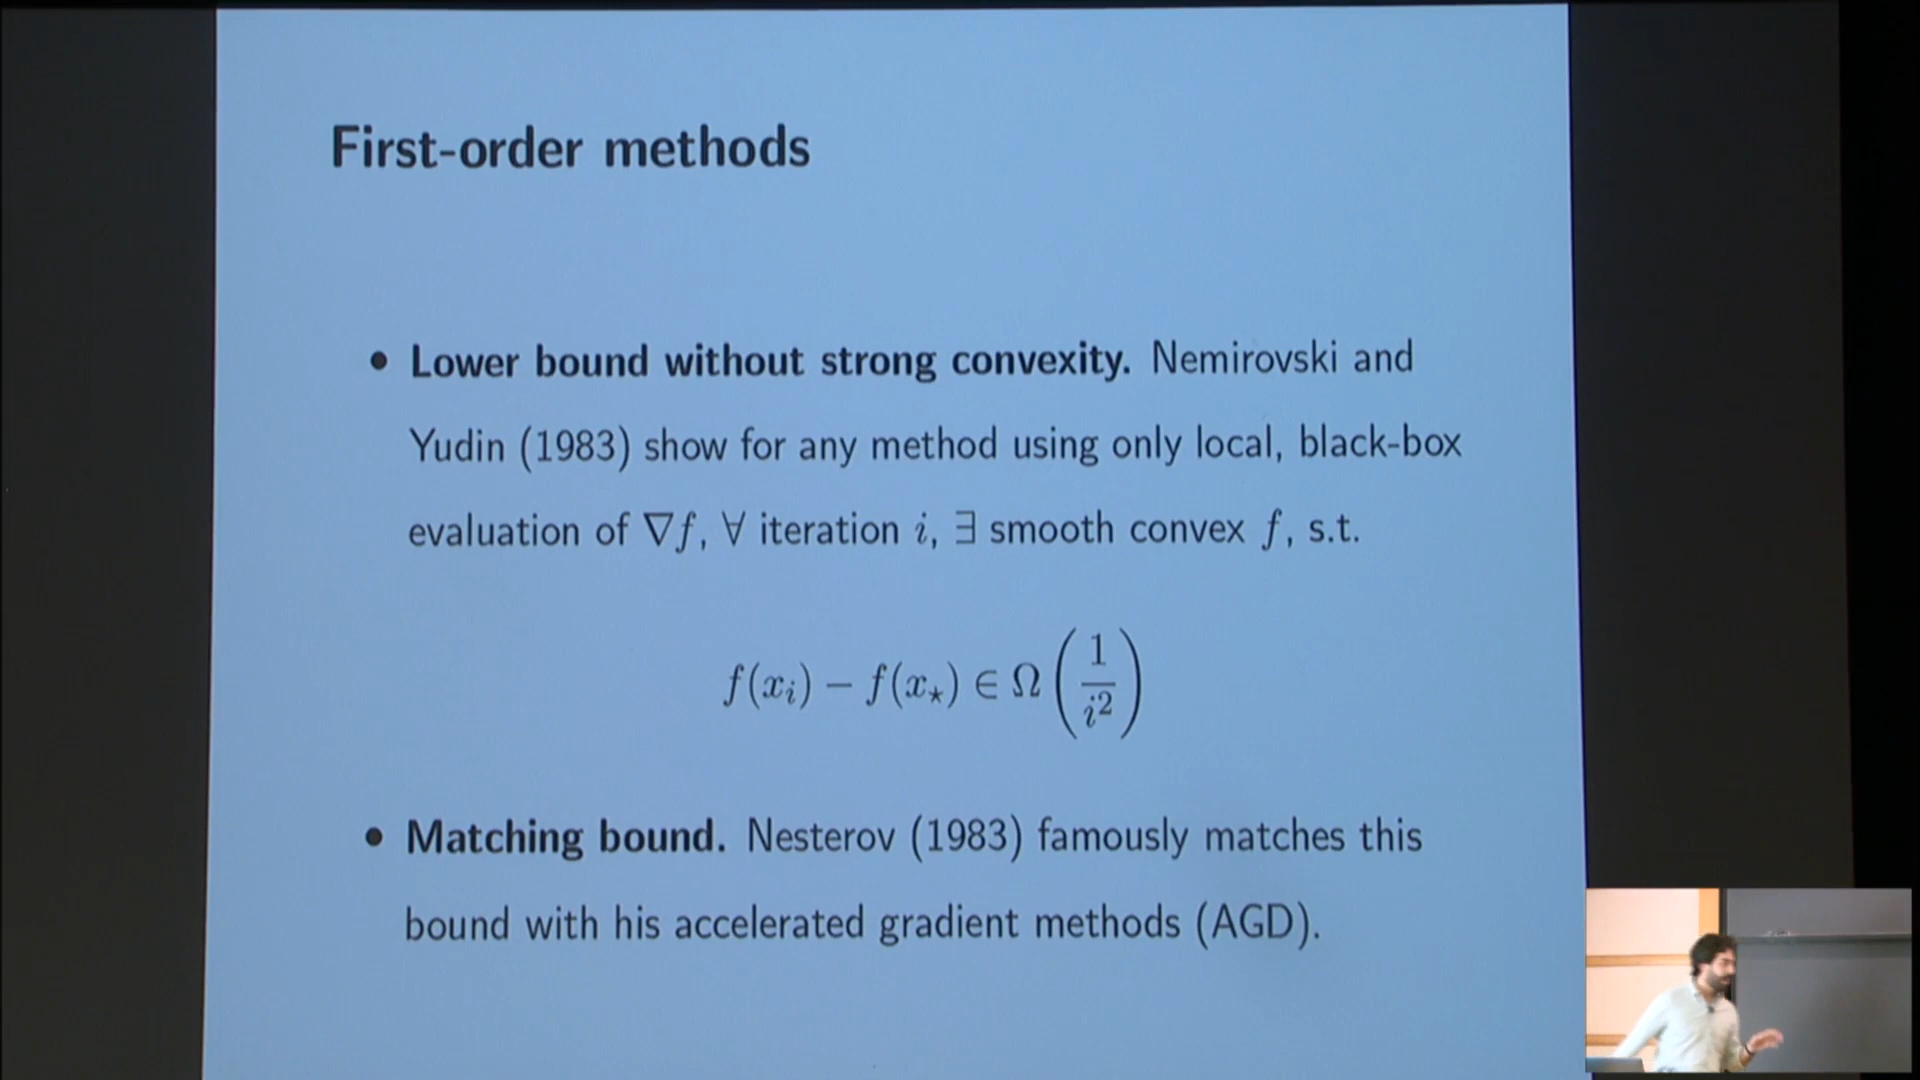 First-order methods
• Lower bound without strong convexity. Nemirovski and
Yudin (1983) show for any method using only local, black-box
evaluation of ∇f, ∀ iteration i, ∃ smooth convex f, s.t.
f(xᵢ) − f(x⋆) ∈ Ω(1/i²)
• Matching bound. Nesterov (1983) famously matches this
bound with his accelerated gradient methods (AGD).